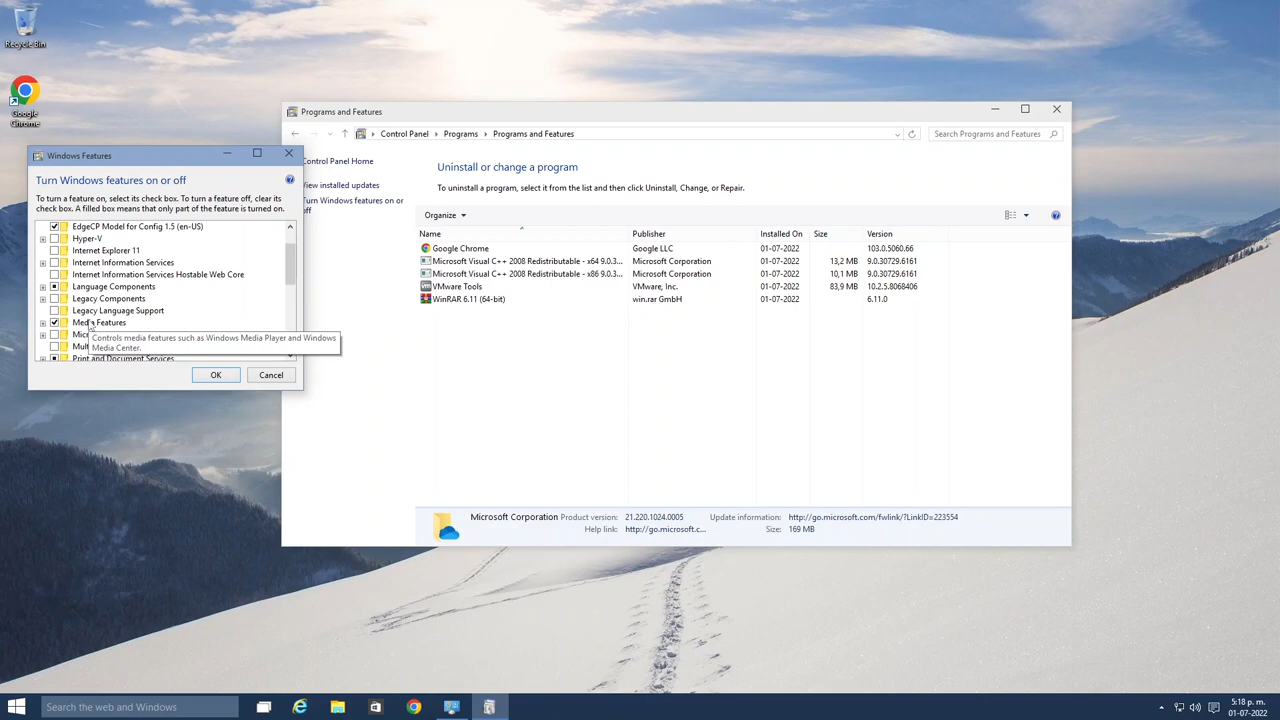 Recycle Bin
Google
Chrome
Programs and Features
Control Panel
Programs
Programs and Features
Search Programs and Features
Control Panel Home
View installed updates
Turn Windows features on or
off
Uninstall or change a program
To uninstall a program, select it from the list and then click Uninstall, Change, or Repair.
Organize
Name Publisher Installed On Size Version
Google Chrome Google LLC 01-07-2022 103.0.5060.66
Microsoft Visual C++ 2008 Redistributable - x64 9.0.3... Microsoft Corporation 01-07-2022 13,2 MB 9.0.30729.6161
Microsoft Visual C++ 2008 Redistributable - x86 9.0.3... Microsoft Corporation 01-07-2022 10,1 MB 9.0.30729.6161
VMware Tools VMware, Inc. 01-07-2022 83,9 MB 10.2.5.8068406
WinRAR 6.11 (64-bit) win.rar GmbH 01-07-2022 6.11.0
Microsoft Corporation Product version: 21.220.1024.0005 Update information: http://go.microsoft.com/fwlink/?LinkID=223554
Help link: http://go.microsoft.c... Size: 169 MB
Windows Features
Turn Windows features on or off
To turn a feature on, select its check box. To turn a feature off, clear its
check box. A filled box means that only part of the feature is turned on.
EdgeCP Model for Config 1.5 (en-US)
Hyper-V
Internet Explorer 11
Internet Information Services
Internet Information Services Hostable Web Core
Language Components
Legacy Components
Legacy Language Support
Media Features
Controls media features such as Windows Media Player and Windows
Media Center.
Print and Document Services
OK
Cancel
Search the web and Windows
5:18 p. m.
01-07-2022